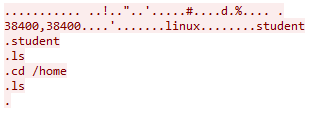 ........... ..!.."..'.....#....d.%.... .
38400,38400....'.......linux........student
.student
.ls
.cd /home
.ls
.